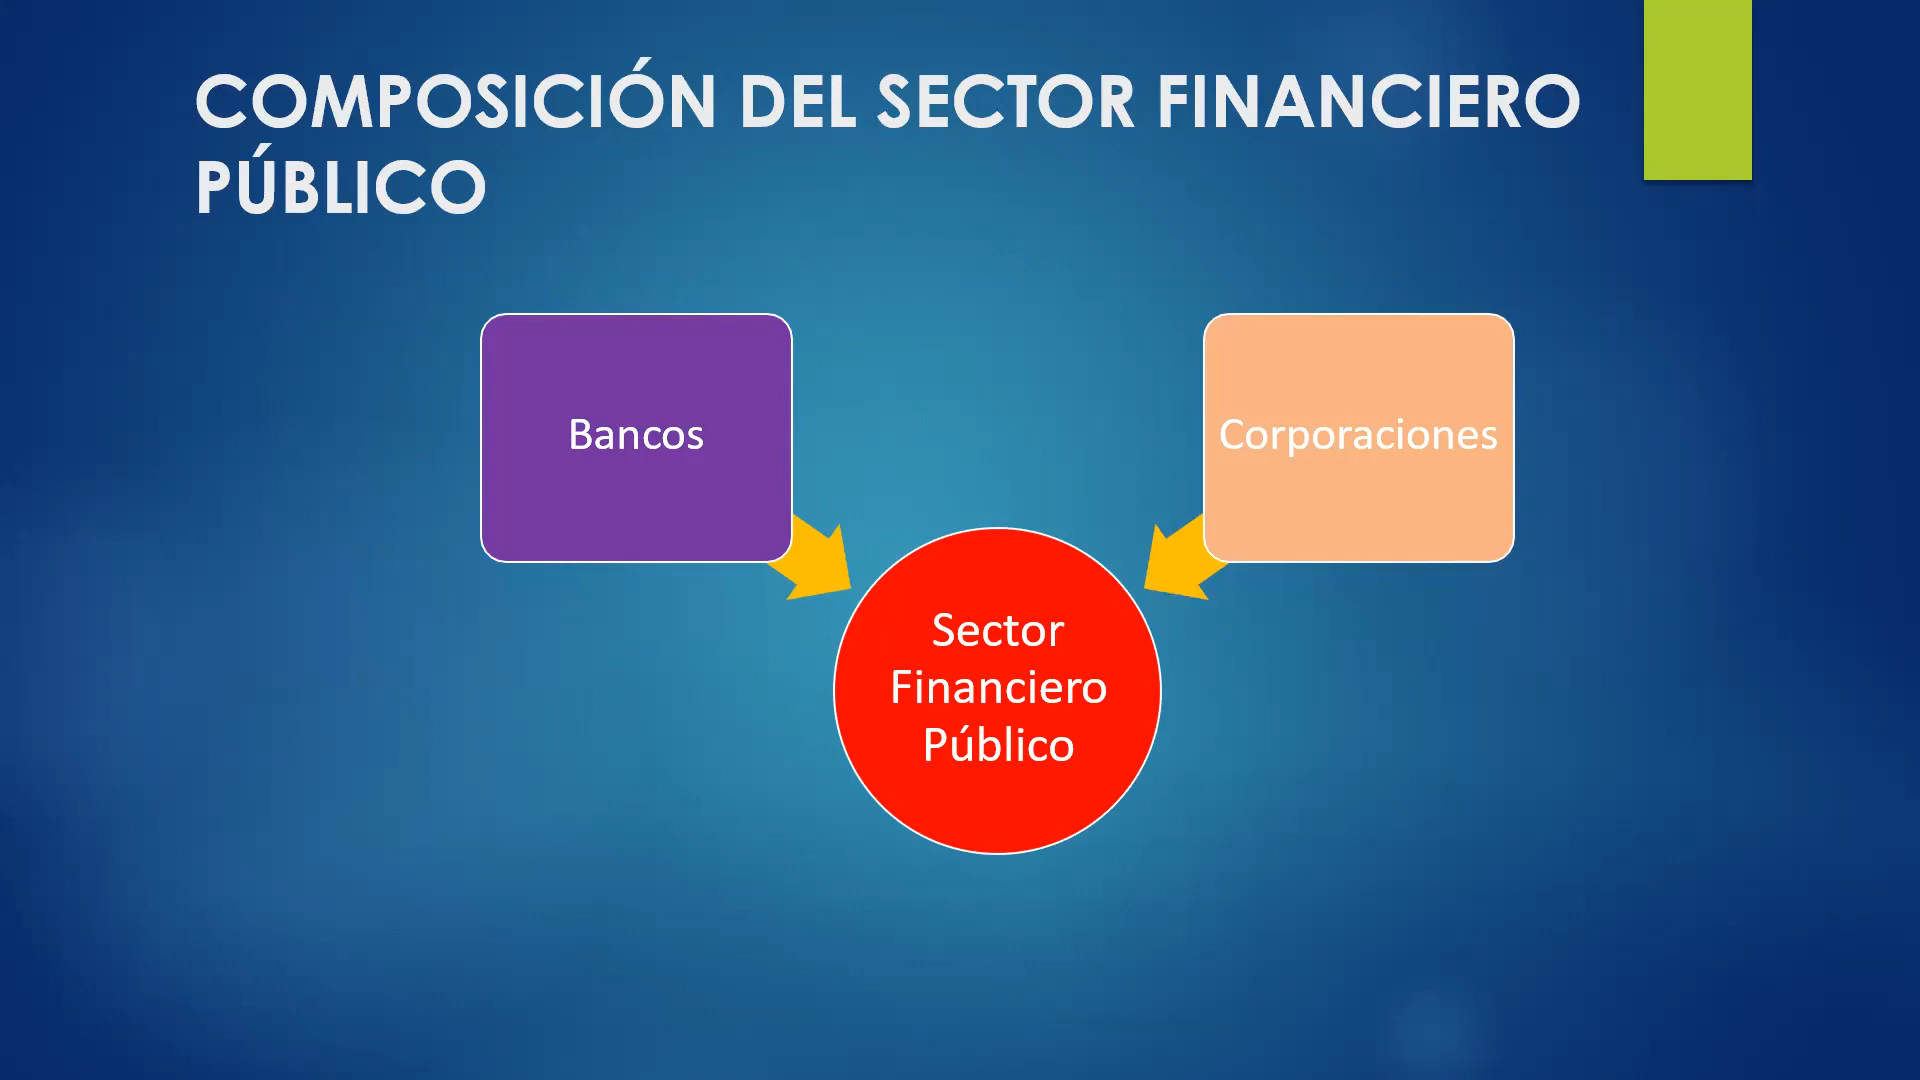 COMPOSICIÓN DEL SECTOR FINANCIERO
PÚBLICO
Bancos
Corporaciones
Sector
Financiero
Público